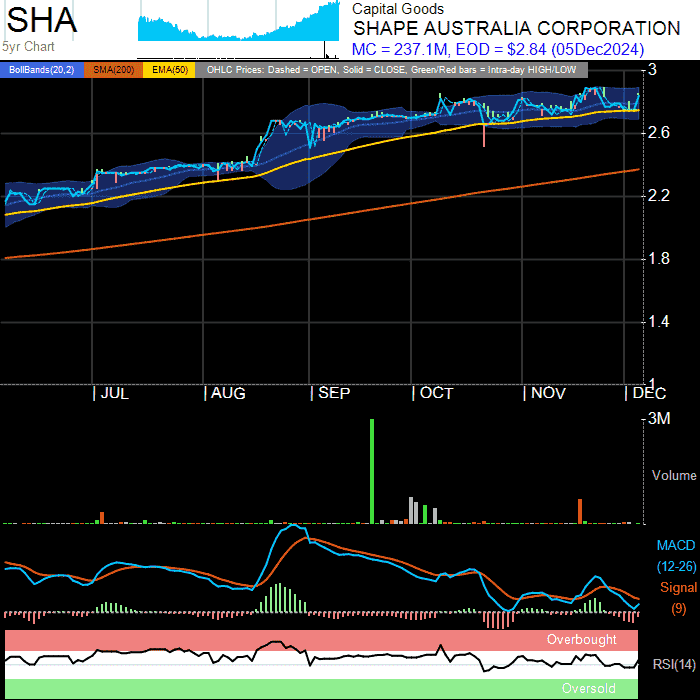 SHA
5yr Chart
Capital Goods
SHAPE AUSTRALIA CORPORATION
MC = 237.1M, EOD = $2.84 (05Dec2024)
BollBands(20,2) SMA(200) EMA(50) OHLC Prices: Dashed = OPEN, Solid = CLOSE, Green/Red bars = Intra-day HIGH/LOW
3
2.6
2.2
1.8
1.4
1
| JUL | AUG | SEP | OCT | NOV | DEC
3M
Volume
MACD
(12-26)
Signal
(9)
Overbought
RSI(14)
Oversold